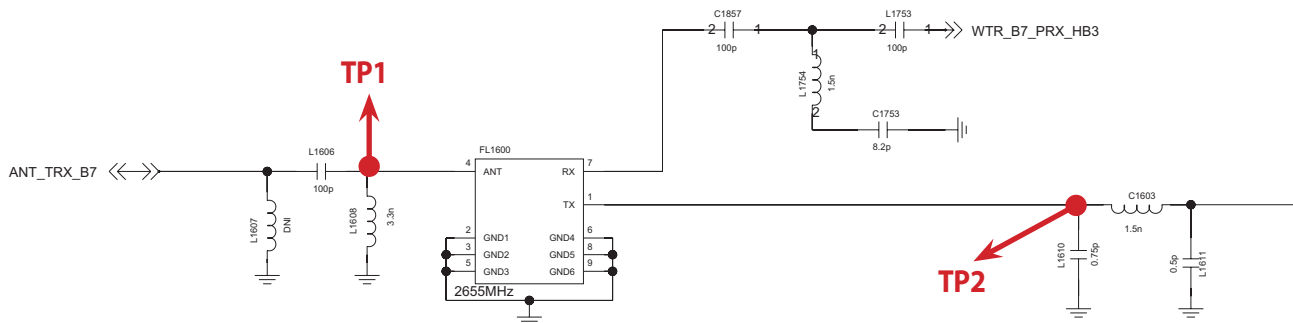 C1857
2
1
100p
L1753
2
1
100p
WTR_B7_PRX_HB3
TP1
1
L1754
1.5n
2
C1753
8.2p
ANT_TRX_B7
L1606
100p
L1607
DNI
L1608
3.3n
FL1600
4
ANT
RX
7
TX
1
2
GND1
GND4
6
3
GND2
GND5
8
5
GND3
GND6
9
2655MHz
C1603
1.5n
L1610
0.75p
0.5p
L1611
TP2